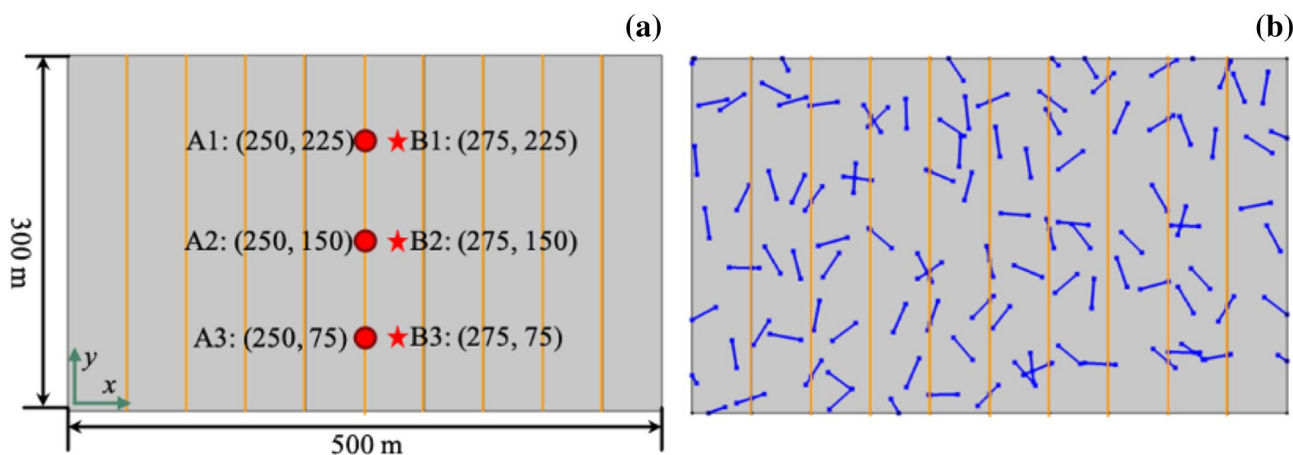 (a)
(b)
A1: (250, 225)
B1: (275, 225)
A2: (250, 150)
B2: (275, 150)
A3: (250, 75)
B3: (275, 75)
300 m
y
x
500 m